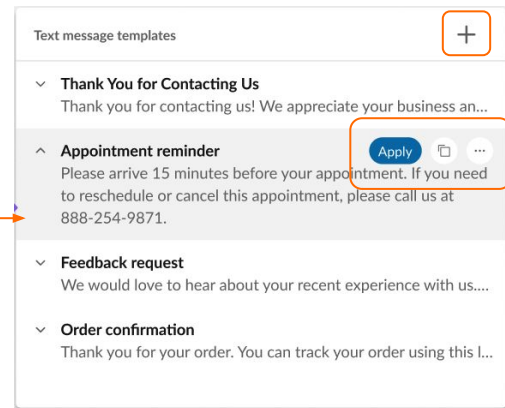 Text message templates
Thank You for Contacting Us
Thank you for contacting us! We appreciate your business an...
Appointment reminder
Apply
Please arrive 15 minutes before your appointment. If you need
to reschedule or cancel this appointment, please call us at
888-254-9871.
Feedback request
We would love to hear about your recent experience with us....
Order confirmation
Thank you for your order. You can track your order using this l...